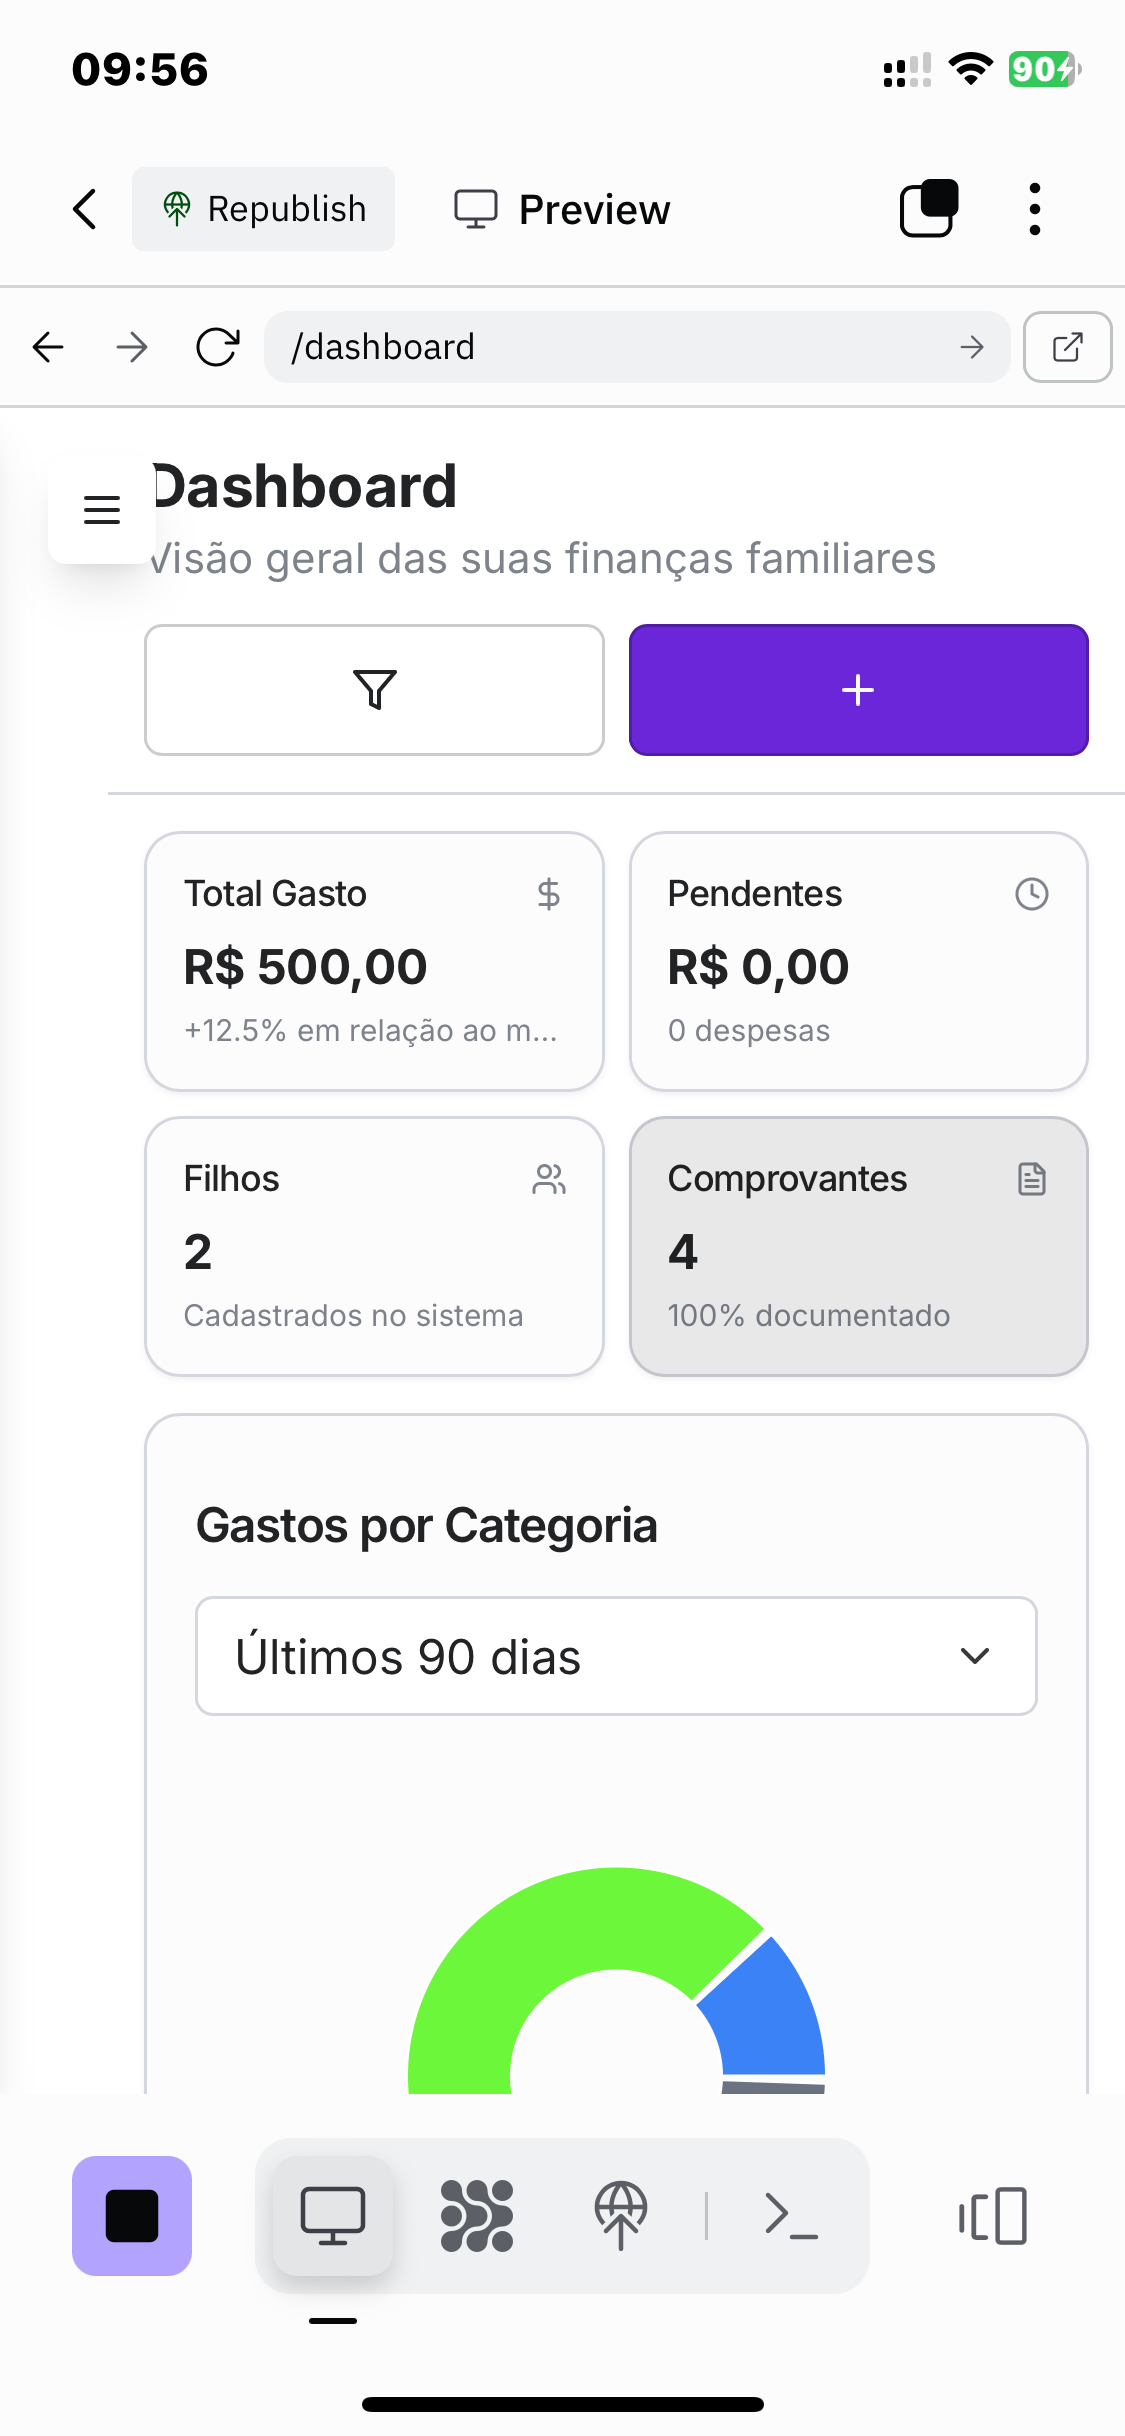 09:56
90
Republish
Preview
/dashboard
Dashboard
Visão geral das suas finanças familiares
Total Gasto
R$ 500,00
+12.5% em relação ao m...
Pendentes
R$ 0,00
0 despesas
Filhos
2
Cadastrados no sistema
Comprovantes
4
100% documentado
Gastos por Categoria
Últimos 90 dias